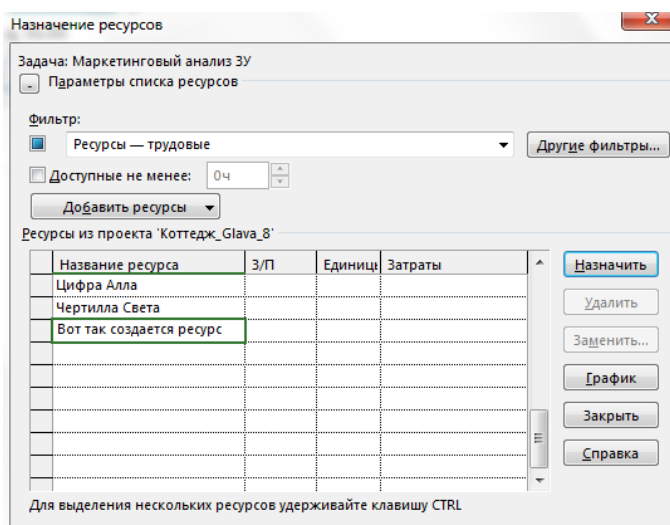 Назначение ресурсов
Задача: Маркетинговый анализ ЗУ
Параметры списка ресурсов
Фильтр:
Ресурсы — трудовые
Другие фильтры...
Доступные не менее: 0ч
Добавить ресурсы
Ресурсы из проекта 'Коттедж_Glava_8'
Название ресурса З/П Единицы Затраты
Назначить
Цифра Алла
Удалить
Чертилла Света
Вот так создается ресурс
Заменить...
График
Закрыть
Справка
Для выделения нескольких ресурсов удерживайте клавишу CTRL